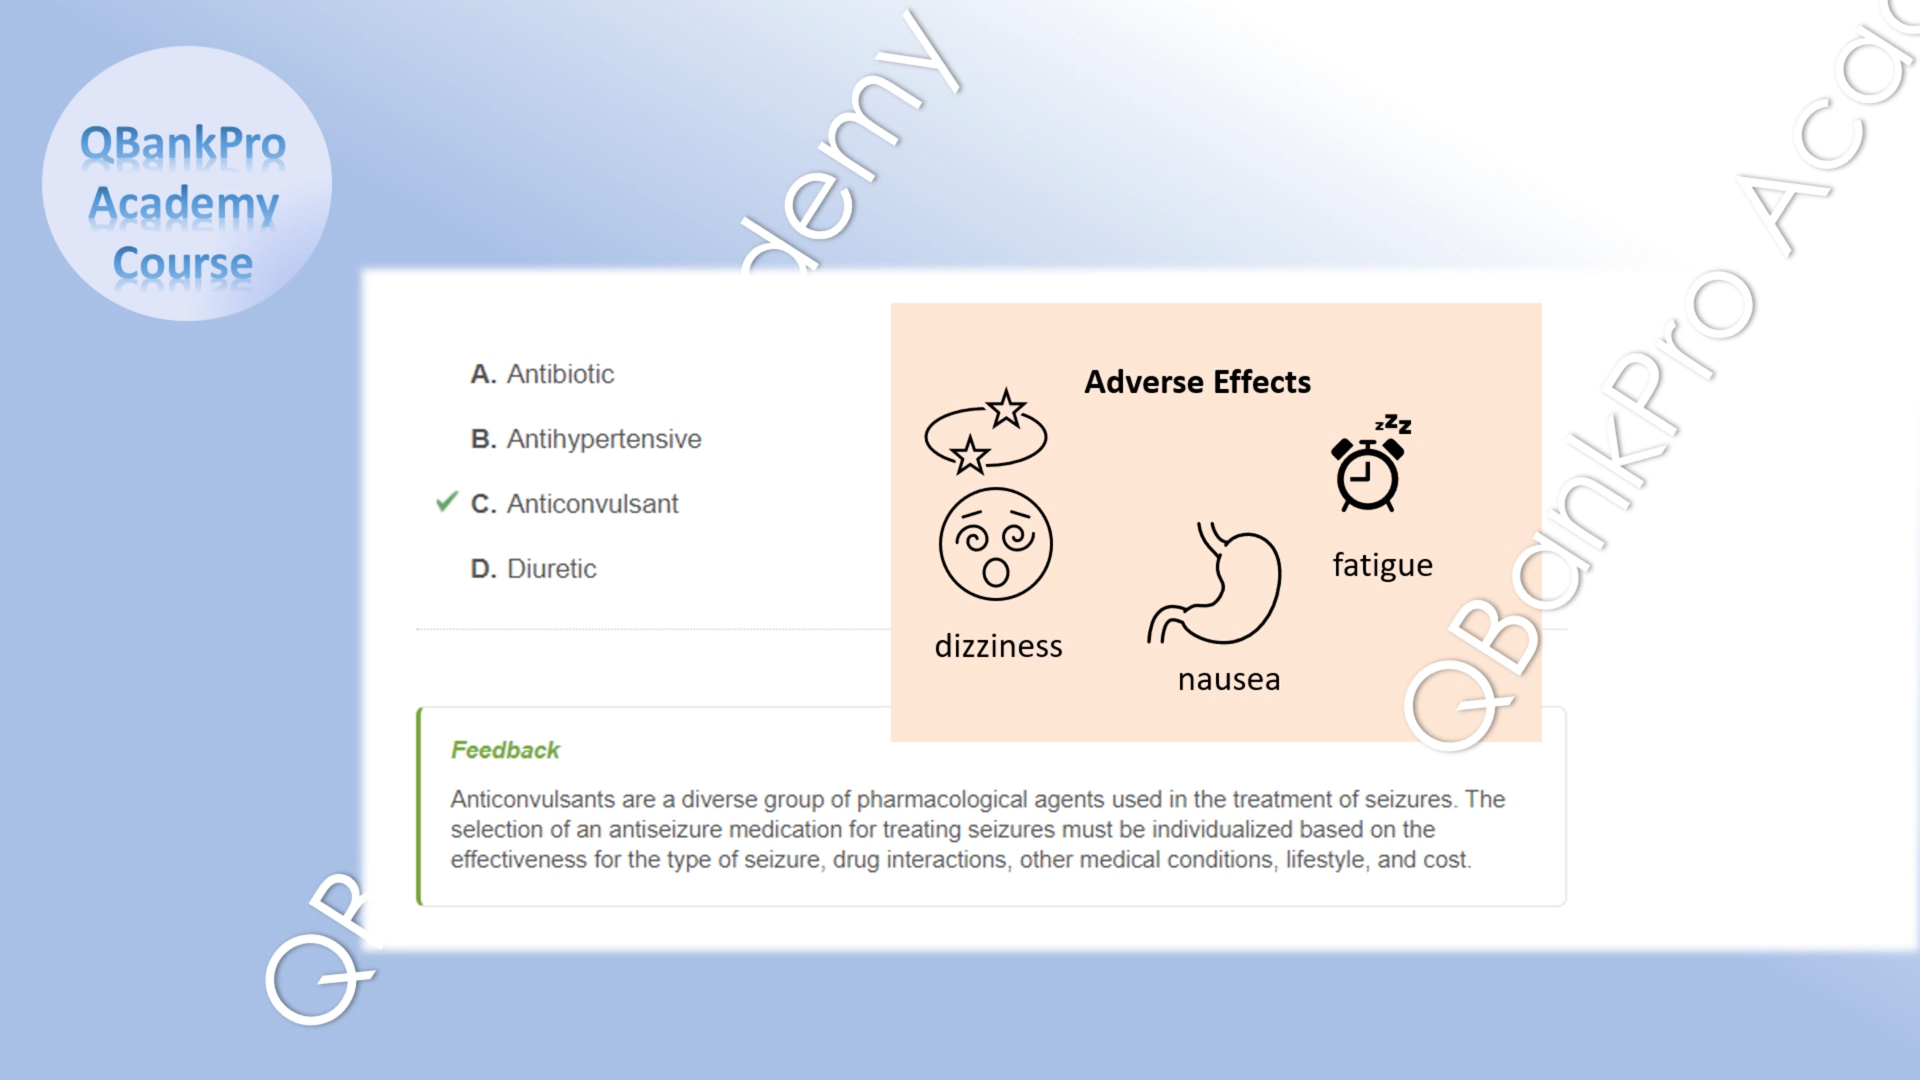 QBankPro
Academy
Course
demy
QBankPro Acad
A. Antibiotic
B. Antihypertensive
C. Anticonvulsant
D. Diuretic
Adverse Effects
zzz
dizziness
nausea
fatigue
Feedback
Anticonvulsants are a diverse group of pharmacological agents used in the treatment of seizures. The
selection of an antiseizure medication for treating seizures must be individualized based on the
effectiveness for the type of seizure, drug interactions, other medical conditions, lifestyle, and cost.
QB